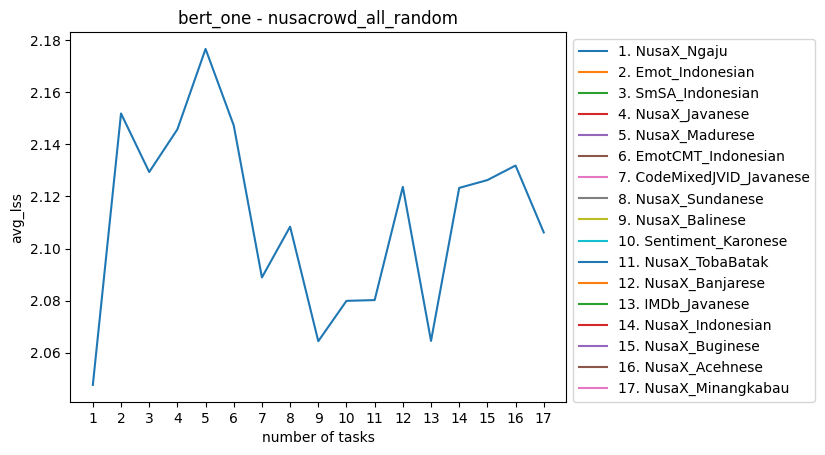 bert_one - nusacrowd_all_random
avg_lss
2.18
2.16
2.14
2.12
2.10
2.08
2.06
1 2 3 4 5 6 7 8 9 10 11 12 13 14 15 16 17
number of tasks
1. NusaX_Ngaju
2. Emot_Indonesian
3. SmSA_Indonesian
4. NusaX_Javanese
5. NusaX_Madurese
6. EmotCMT_Indonesian
7. CodeMixedJVID_Javanese
8. NusaX_Sundanese
9. NusaX_Balinese
10. Sentiment_Karonese
11. NusaX_TobaBatak
12. NusaX_Banjarese
13. IMDb_Javanese
14. NusaX_Indonesian
15. NusaX_Buginese
16. NusaX_Acehnese
17. NusaX_Minangkabau